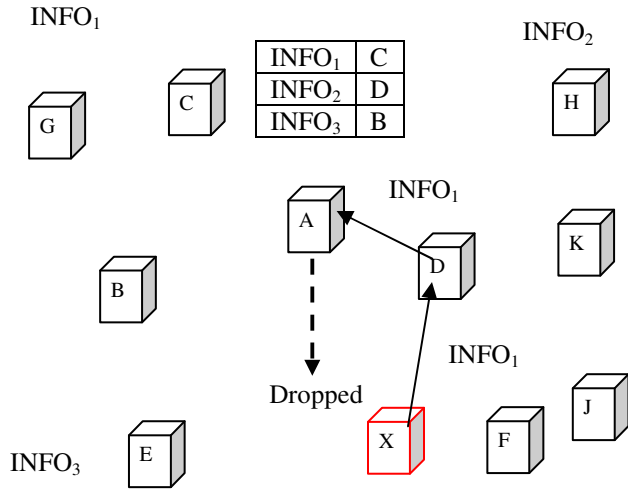 INFO₁
INFO₂
INFO₁ C
INFO₂ D
INFO₃ B
C
H
G
INFO₁
A
K
D
B
INFO₁
Dropped
J
X
F
E
INFO₃